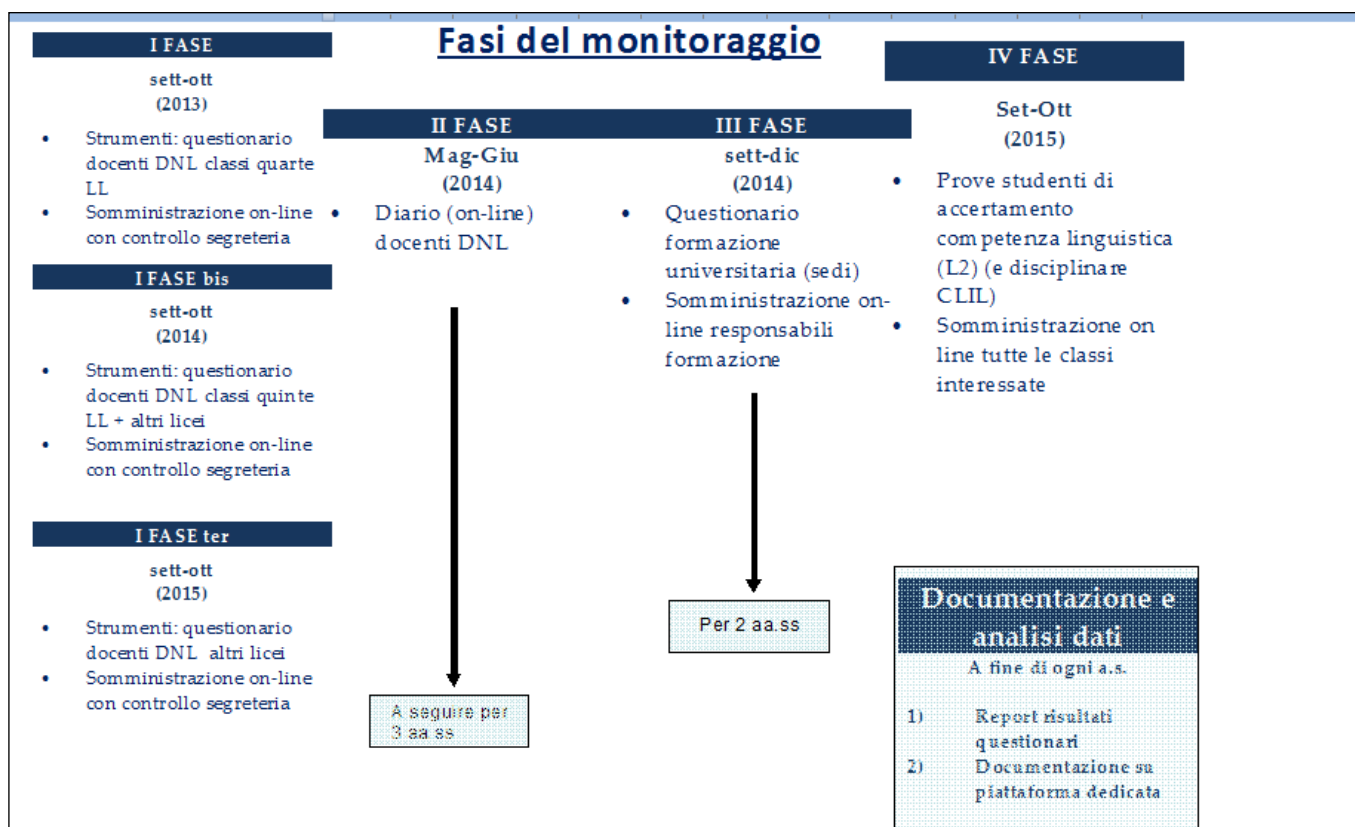 Fasi del monitoraggio
I FASE
sett-ott
(2013)
• Strumenti: questionario
docenti DNL classi quarte
LL
• Somministrazione on-line
con controllo segreteria
I FASE bis
sett-ott
(2014)
• Strumenti: questionario
docenti DNL classi quinte
LL + altri licei
• Somministrazione on-line
con controllo segreteria
I FASE ter
sett-ott
(2015)
• Strumenti: questionario
docenti DNL altri licei
• Somministrazione on-line
con controllo segreteria
II FASE
Mag-Giu
(2014)
• Diario (on-line)
docenti DNL
A seguire per
3 aa ss
III FASE
sett-dic
(2014)
• Questionario
formazione
universitaria (sedi)
• Somministrazione on-
line responsabili
formazione
Per 2 aa.ss
IV FASE
Set-Ott
(2015)
• Prove studenti di
accertamento
competenza linguistica
(L2) (e disciplinare
CLIL)
• Somministrazione on
line tutte le classi
interessate
Documentazione e
analisi dati
A fine di ogni a.s.
1) Report risultati
questionari
2) Documentazione su
piattaforma dedicata